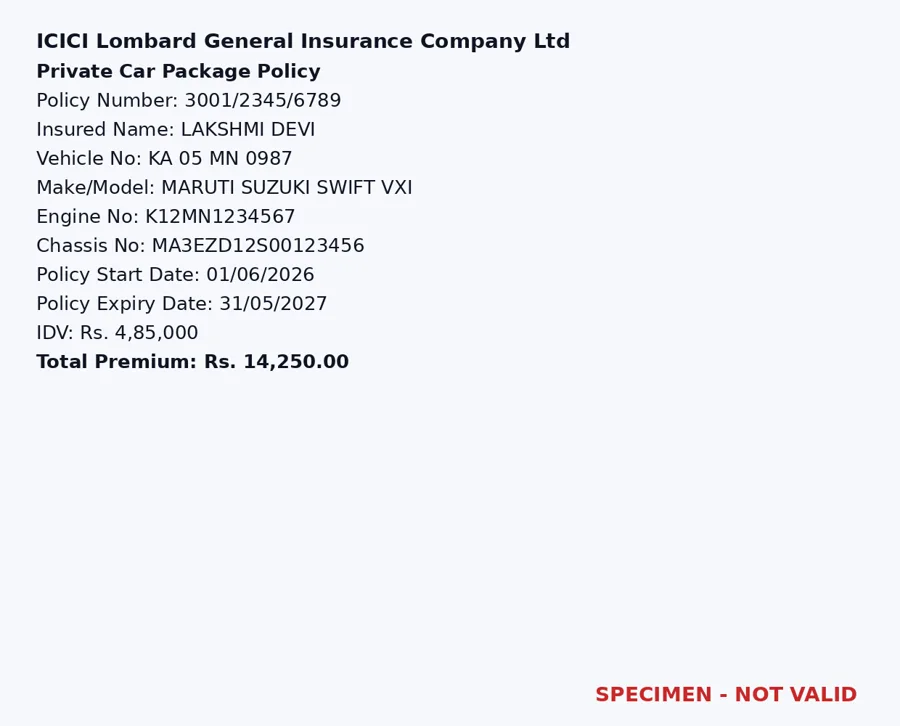 ICICI Lombard General Insurance Company Ltd
Private Car Package Policy
Policy Number: 3001/2345/6789
Insured Name: LAKSHMI DEVI
Vehicle No: KA 05 MN 0987
Make/Model: MARUTI SUZUKI SWIFT VXI
Engine No: K12MN1234567
Chassis No: MA3EZD12S00123456
Policy Start Date: 01/06/2026
Policy Expiry Date: 31/05/2027
IDV: Rs. 4,85,000
Total Premium: Rs. 14,250.00
SPECIMEN - NOT VALID